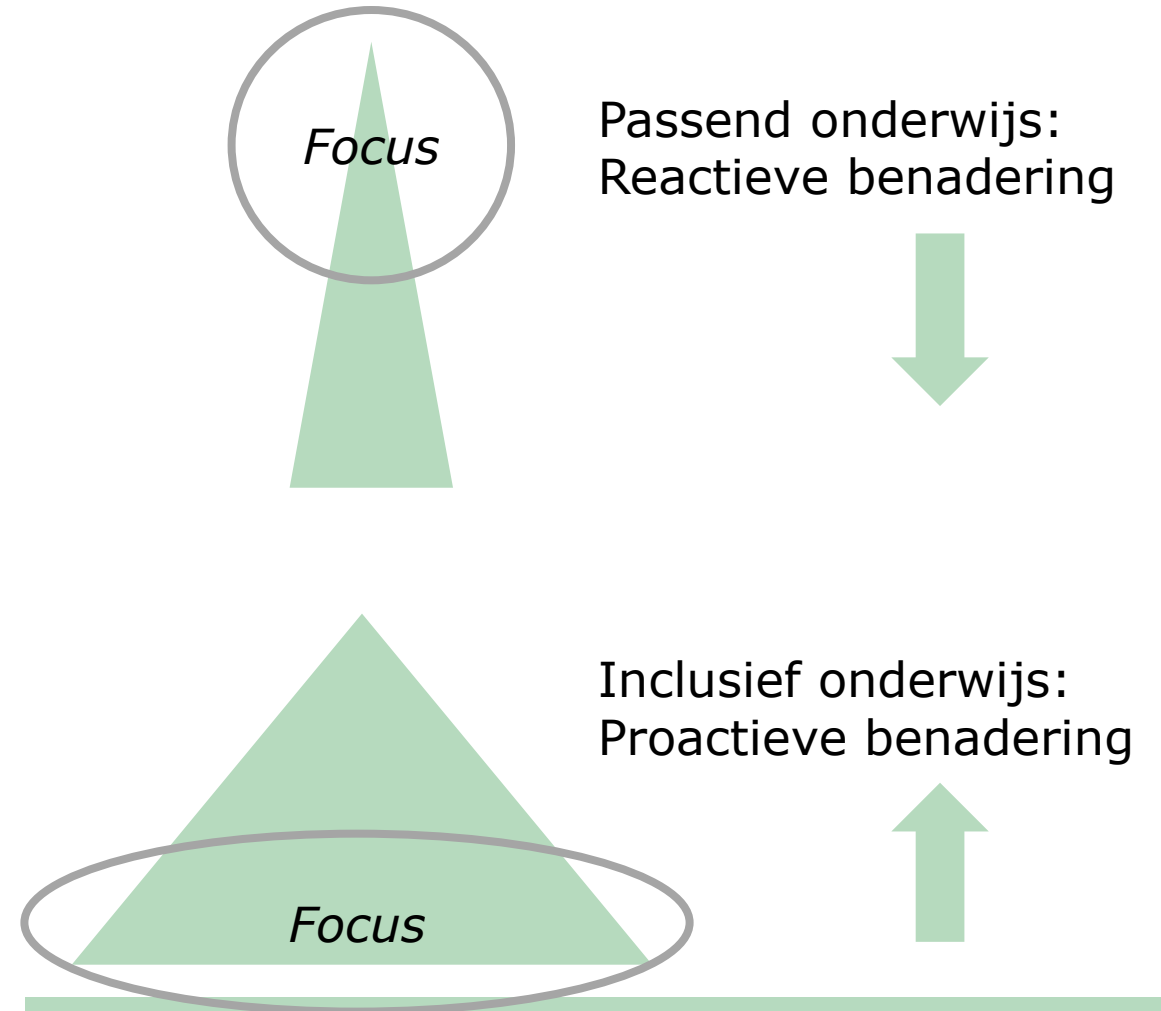 Focus
Passend onderwijs:
Reactieve benadering
Inclusief onderwijs:
Proactieve benadering
Focus